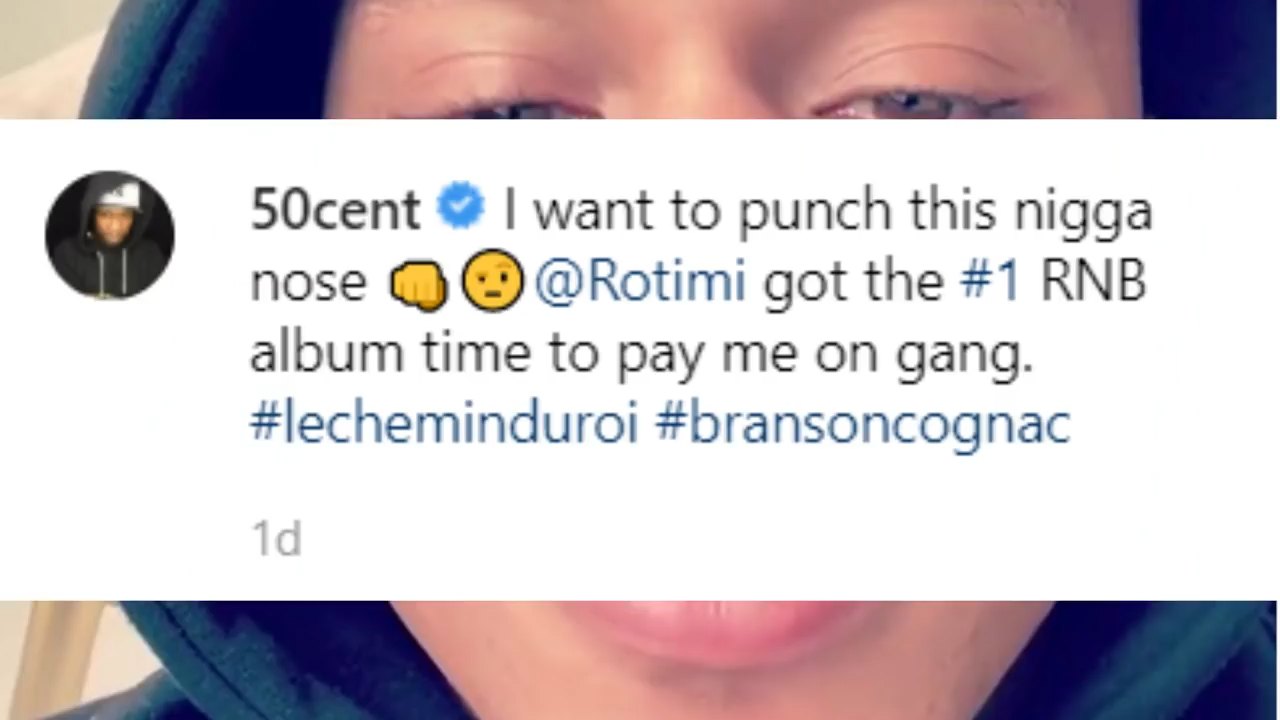 50cent I want to punch this nigga
nose 👊🤨@Rotimi got the #1 RNB
album time to pay me on gang.
#lecheminduroi #bransoncognac
1d